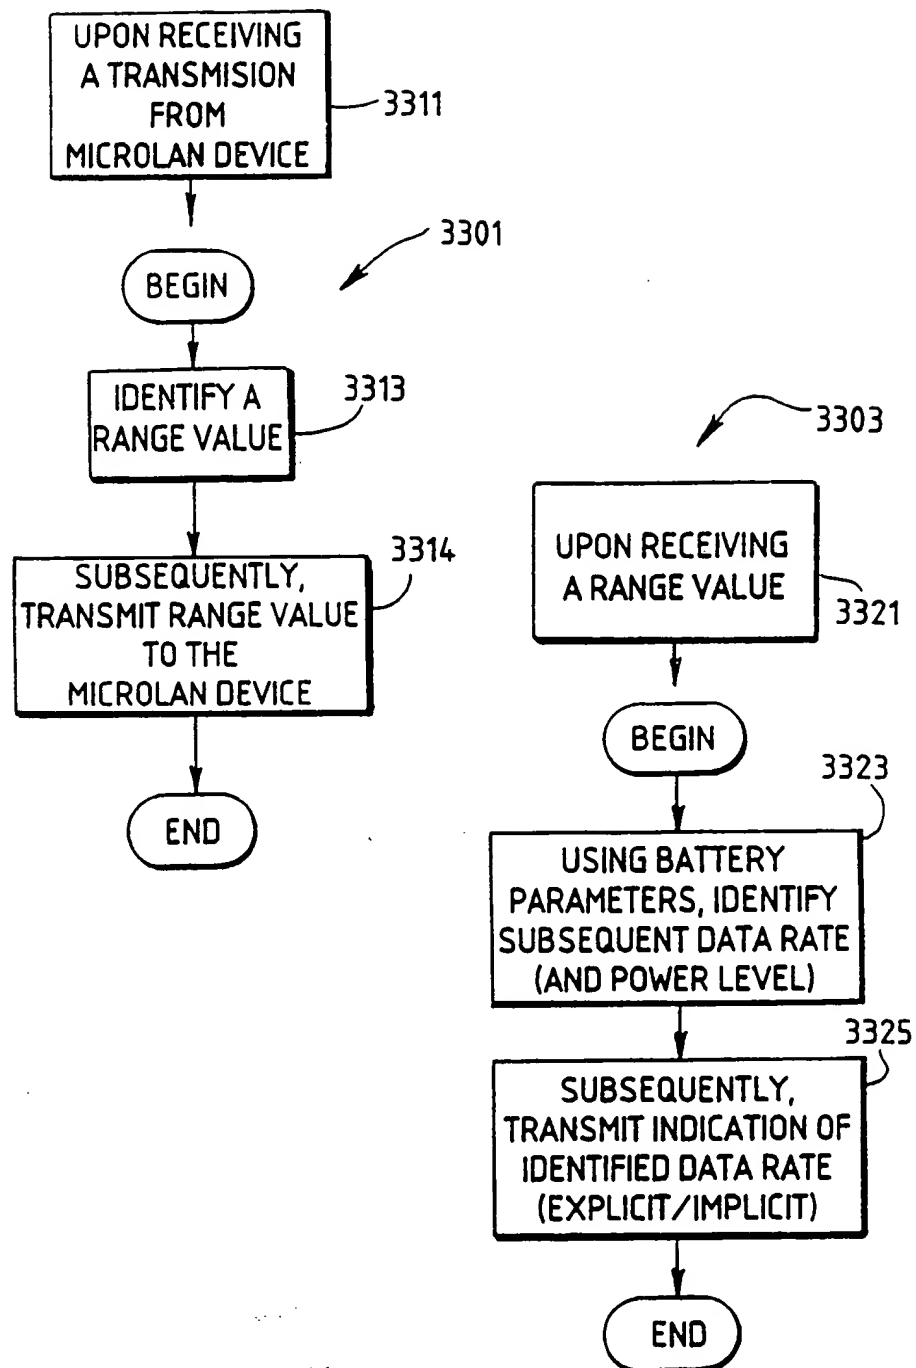 UPON RECEIVING
A TRANSMISION
FROM
MICROLAN DEVICE
3311
3301
BEGIN
IDENTIFY A
RANGE VALUE
3313
SUBSEQUENTLY,
TRANSMIT RANGE VALUE
TO THE
MICROLAN DEVICE
3314
END
3303
UPON RECEIVING
A RANGE VALUE
3321
BEGIN
3323
USING BATTERY
PARAMETERS, IDENTIFY
SUBSEQUENT DATA RATE
(AND POWER LEVEL)
3325
SUBSEQUENTLY,
TRANSMIT INDICATION OF
IDENTIFIED DATA RATE
(EXPLICIT/IMPLICIT)
END